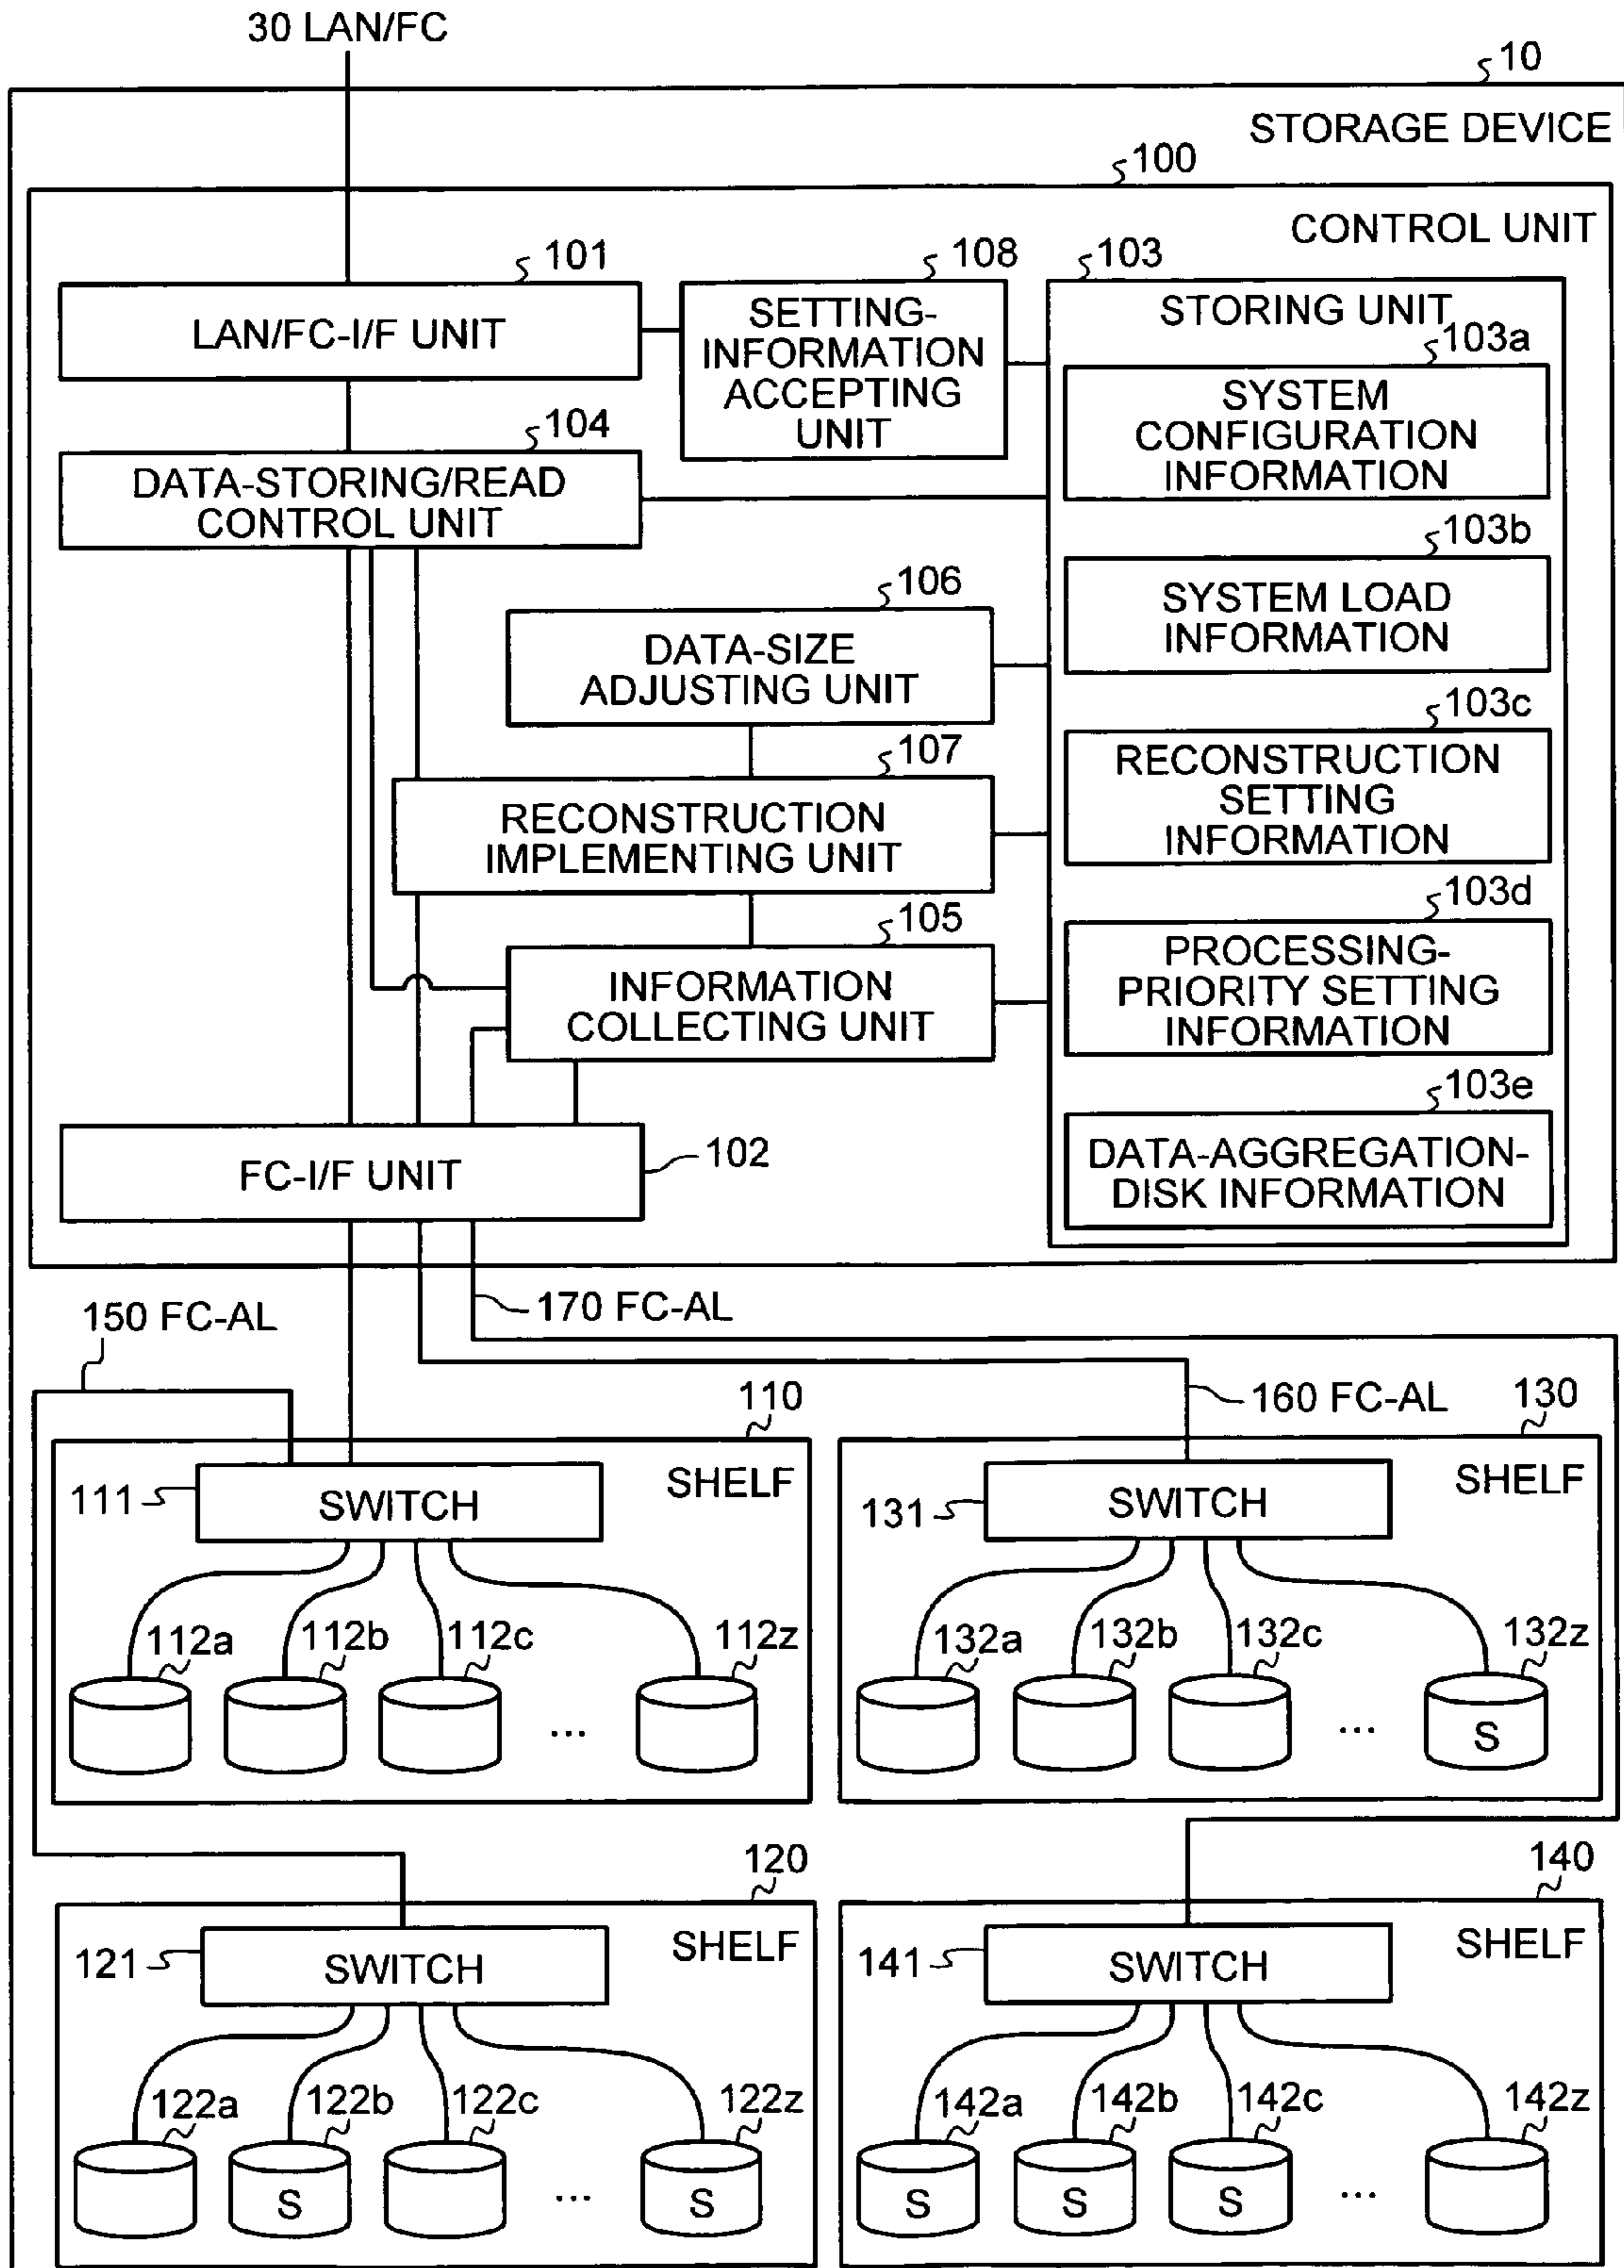 30 LAN/FC
10
STORAGE DEVICE
100
CONTROL UNIT
101
LAN/FC-I/F UNIT
108
SETTING-
INFORMATION
ACCEPTING
UNIT
103
STORING UNIT
103a
SYSTEM
CONFIGURATION
INFORMATION
104
DATA-STORING/READ
CONTROL UNIT
103b
SYSTEM LOAD
INFORMATION
106
DATA-SIZE
ADJUSTING UNIT
103c
RECONSTRUCTION
SETTING
INFORMATION
107
RECONSTRUCTION
IMPLEMENTING UNIT
103d
PROCESSING-
PRIORITY SETTING
INFORMATION
105
INFORMATION
COLLECTING UNIT
103e
DATA-AGGREGATION-
DISK INFORMATION
FC-I/F UNIT
102
150 FC-AL
170 FC-AL
160 FC-AL
110
SHELF
111
SWITCH
112a
112b
112c
112z
...
130
SHELF
131
SWITCH
132a
132b
132c
132z
...
S
120
SHELF
121
SWITCH
122a
122b
122c
122z
S
...
S
140
SHELF
141
SWITCH
142a
142b
142c
142z
S
S
S
...